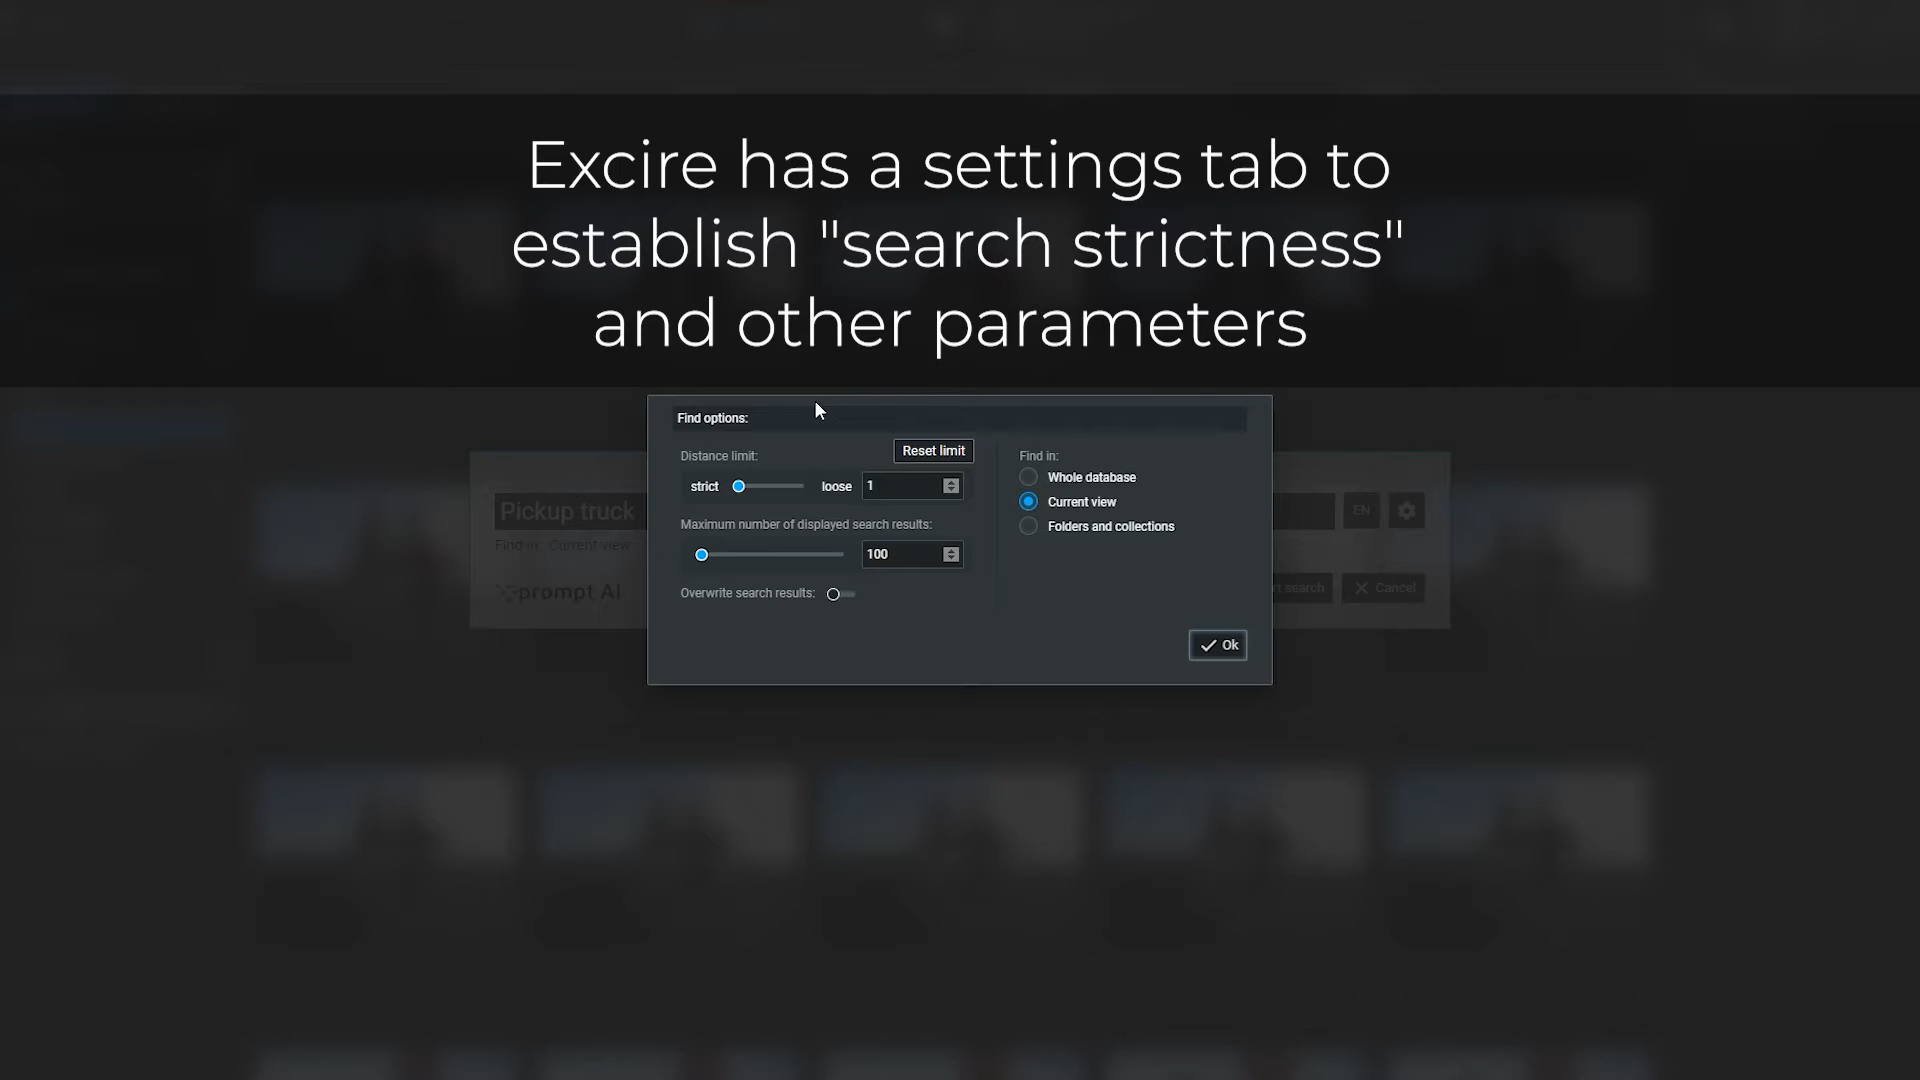 Excire has a settings tab to
establish "search strictness"
and other parameters
Find options:
Distance limit:
Reset limit
strict
loose
1
Maximum number of displayed search results:
100
Overwrite search results:
Find in:
Whole database
Current view
Folders and collections
Ok
Pickup truck
EN
Find in: Current view
prompt AI
rt search
Cancel